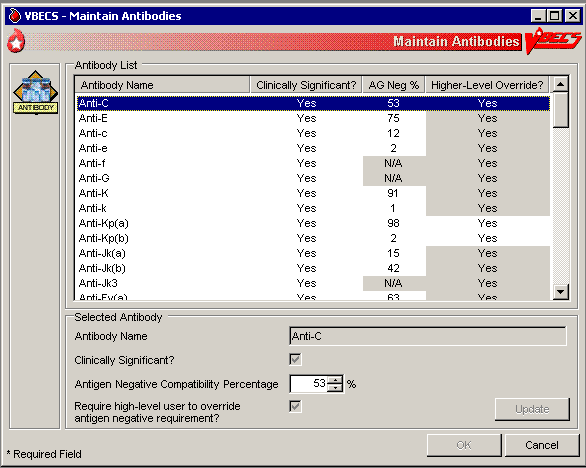 VBECS - Maintain Antibodies
Maintain Antibodies VBECS
ANTIBODY
Antibody List
Antibody Name Clinically Significant? AG Neg % Higher-Level Override?
Anti-C Yes 53 Yes
Anti-E Yes 75 Yes
Anti-c Yes 12 Yes
Anti-e Yes 2 Yes
Anti-f Yes N/A Yes
Anti-G Yes N/A Yes
Anti-K Yes 91 Yes
Anti-k Yes 1 Yes
Anti-Kp(a) Yes 98 Yes
Anti-Kp(b) Yes 2 Yes
Anti-Jk(a) Yes 15 Yes
Anti-Jk(b) Yes 42 Yes
Anti-Jk3 Yes N/A Yes
Anti-Fy(a) Yes 63 Yes
Selected Antibody
Antibody Name Anti-C
Clinically Significant?
Antigen Negative Compatibility Percentage 53 %
Require high-level user to override
antigen negative requirement?
Update
OK Cancel
* Required Field